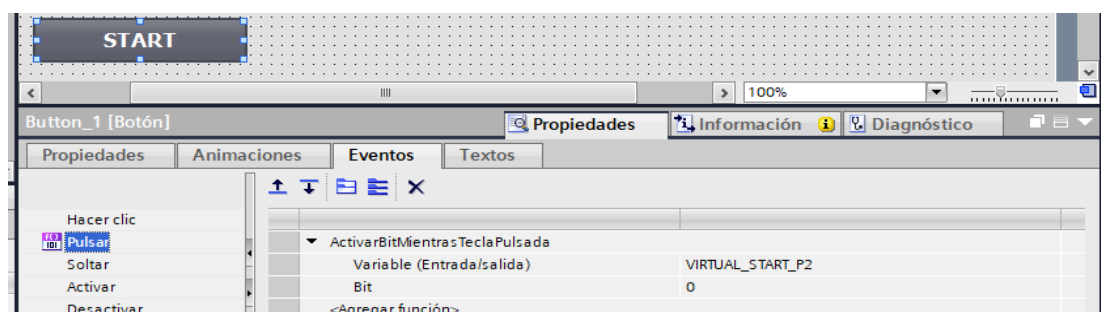 START
100%
Button_1 [Botón]
Propiedades
Información
Diagnóstico
Propiedades
Animaciones
Eventos
Textos
Hacer clic
Pulsar
ActivarBitMientrasTeclaPulsada
Soltar
Variable (Entrada/salida)
VIRTUAL_START_P2
Activar
Bit
0
Desactivar
<Agregar función>